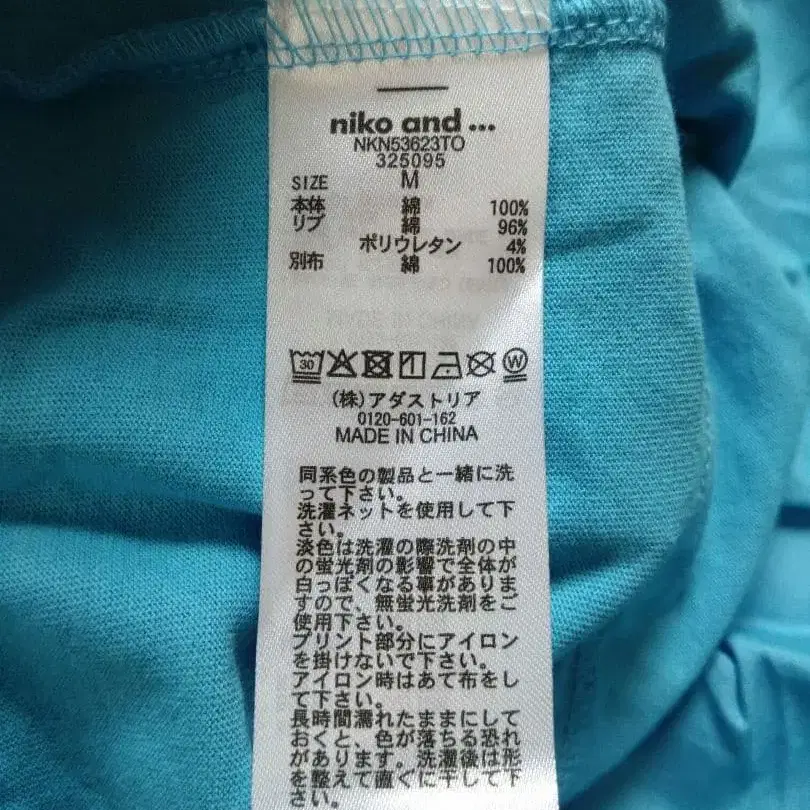 niko and ...
NKN53623TO
325095
SIZE M
本体 綿 100%
リブ 綿 96%
ポリウレタン 4%
別布 綿 100%
30 W
(株)アダストリア
0120-601-162
MADE IN CHINA
同系色の製品と一緒に洗
って下さい。
洗濯ネットを使用して下
さい。
淡色は洗濯の際洗剤の中
の蛍光剤の影響で全体が
白っぽくなる事がありま
すので、無蛍光洗剤をご
使用下さい。
プリント部分にアイロン
を掛けないで下さい。
アイロン時はあて布をし
て下さい。
長時間濡れたままにして
おくと、色が落ちる恐れ
があります。洗濯後は形
を整えて直ぐに干して下
さい。